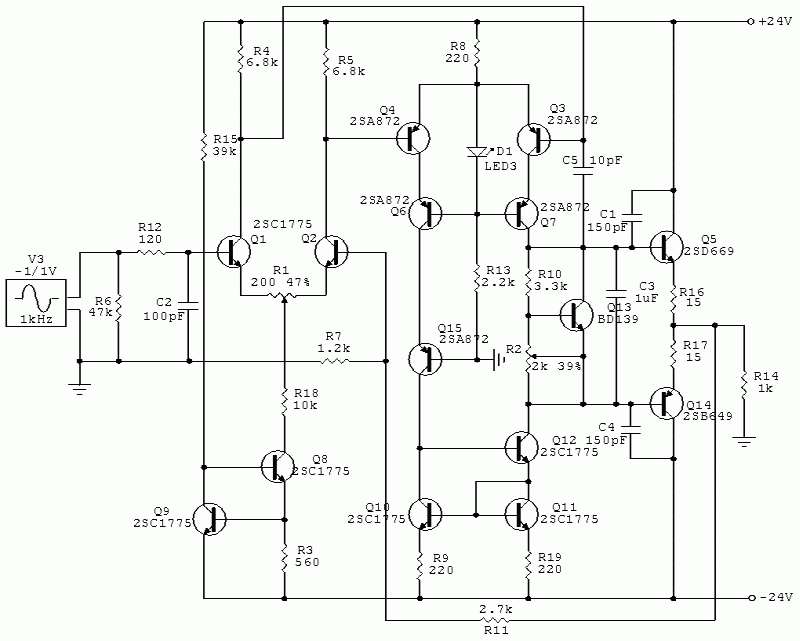 +24V
R4
6.8k
R5
6.8k
R8
220
Q4
2SA872
Q3
2SA872
R15
39k
D1
LED3
C5 10pF
2SA872
Q6
2SA872
Q7
C1
150pF
Q5
2SD669
R12
120
2SC1775
Q1
Q2
V3
-1/1V
1kHz
R6
47k
C2
100pF
R1
200 47%
R13
2.2k
R10
3.3k
C3
1uF
Q13
BD139
R16
15
R7
1.2k
Q15
2SA872
R2
2k 39%
R17
15
R14
1k
R18
10k
Q14
2SB649
C4
150pF
Q8
2SC1775
Q12
2SC1775
Q9
2SC1775
Q10
2SC1775
Q11
2SC1775
R3
560
R9
220
R19
220
-24V
2.7k
R11